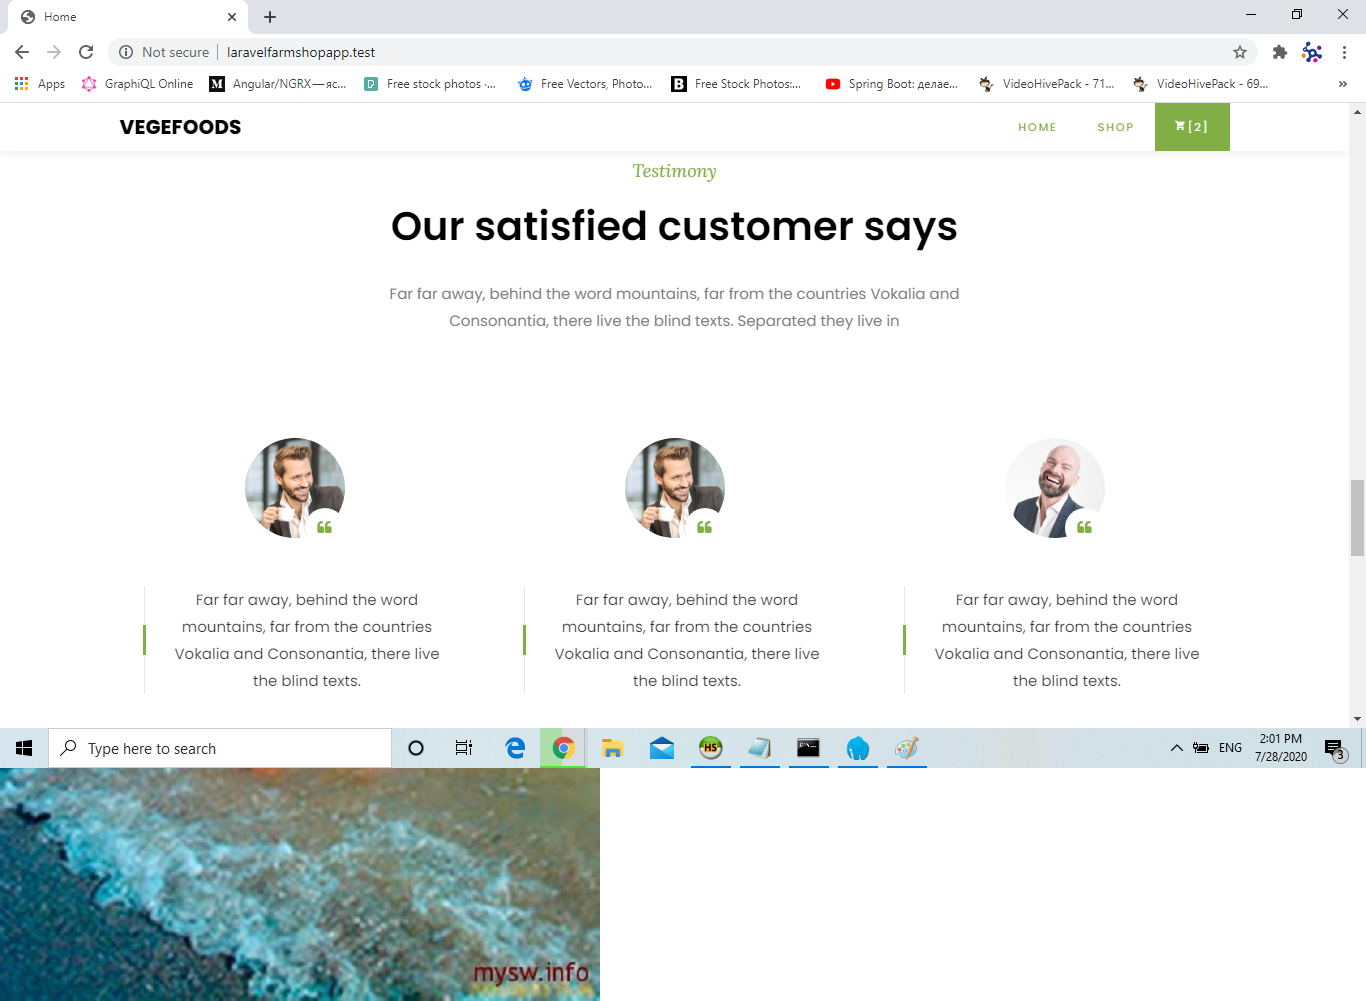 Home
Not secure
laravelfarmshopapp.test
Apps
GraphiQL Online
Angular/NGRX — яс...
Free stock photos ·...
Free Vectors, Photo...
Free Stock Photos:...
Spring Boot: делае...
VideoHivePack - 71...
VideoHivePack - 69...
VEGEFOODS
HOME
SHOP
[2]
Testimony
Our satisfied customer says
Far far away, behind the word mountains, far from the countries Vokalia and
Consonantia, there live the blind texts. Separated they live in
Far far away, behind the word
mountains, far from the countries
Vokalia and Consonantia, there live
the blind texts.
Far far away, behind the word
mountains, far from the countries
Vokalia and Consonantia, there live
the blind texts.
Far far away, behind the word
mountains, far from the countries
Vokalia and Consonantia, there live
the blind texts.
Type here to search
HS
ENG
2:01 PM
7/28/2020
3
mysw.info